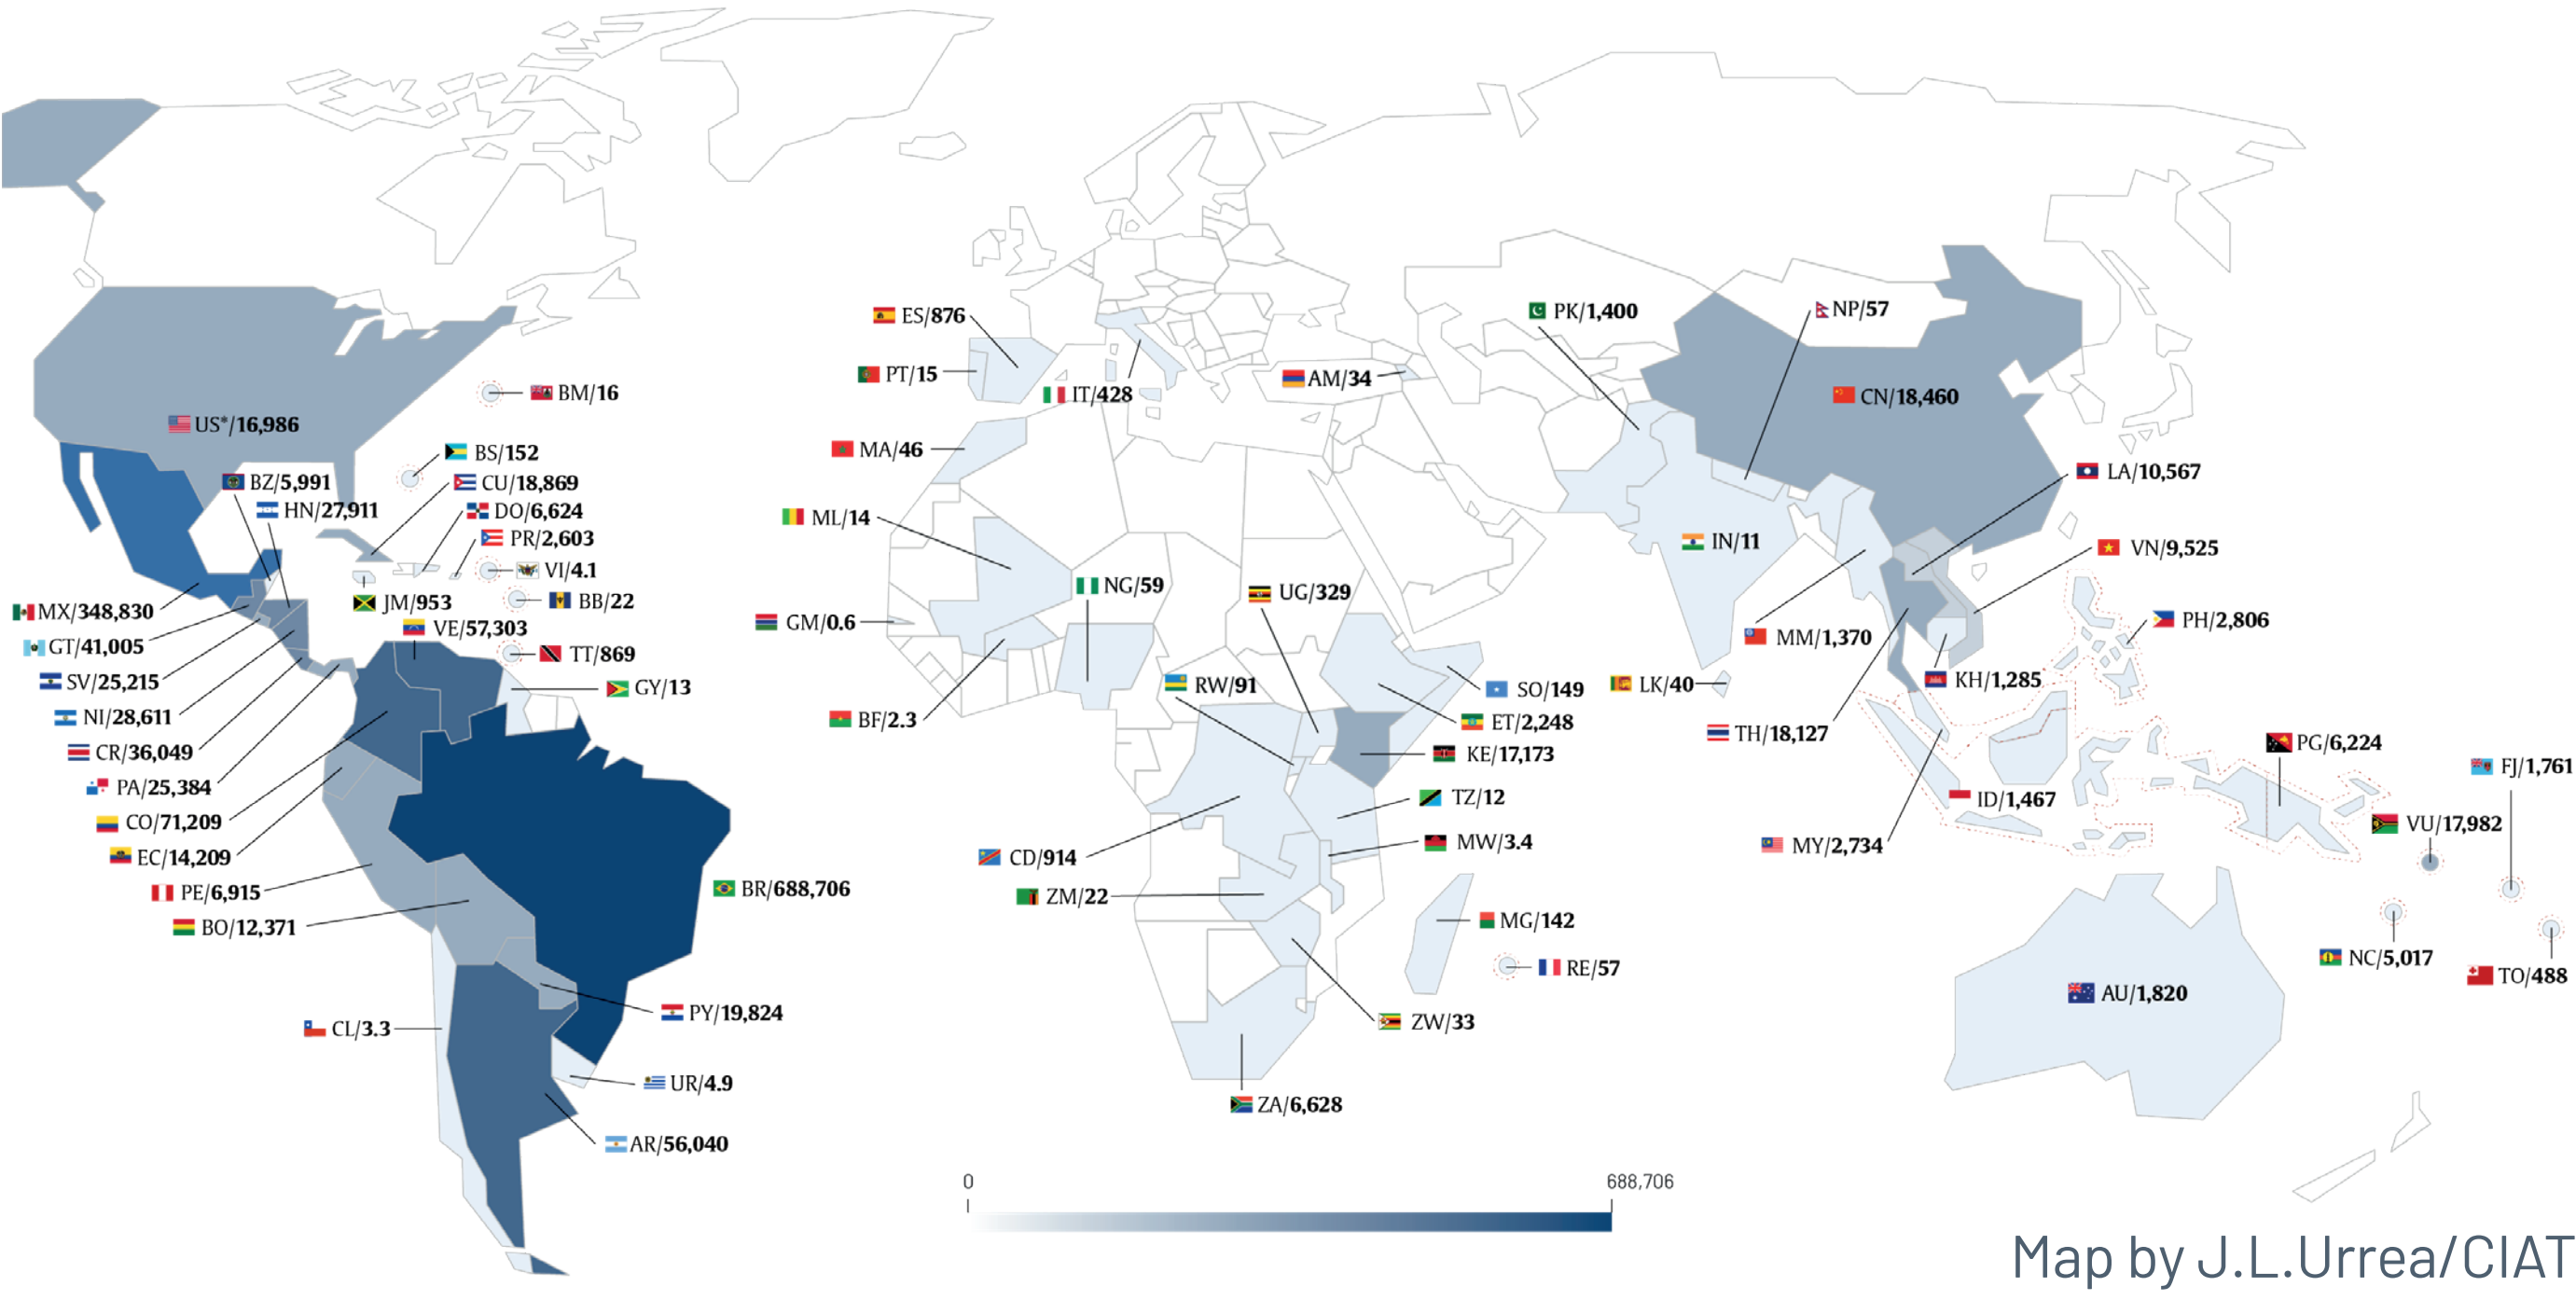 ES/876
PT/15
IT/428
AM/34
PK/1,400
NP/57
CN/18,460
BM/16
US*/16,986
MA/46
BS/152
BZ/5,991
CU/18,869
HN/27,911
DO/6,624
PR/2,603
VI/4.1
BB/22
JM/953
VE/57,303
TT/869
GY/13
MX/348,830
GT/41,005
SV/25,215
NI/28,611
CR/36,049
PA/25,384
CO/71,209
EC/14,209
PE/6,915
BO/12,371
BR/688,706
PY/19,824
CL/3.3
UR/4.9
AR/56,040
ML/14
GM/0.6
BF/2.3
NG/59
UG/329
RW/91
SO/149
ET/2,248
KE/17,173
TZ/12
MW/3.4
CD/914
ZM/22
MG/142
RE/57
ZW/33
ZA/6,628
LA/10,567
IN/11
VN/9,525
MM/1,370
PH/2,806
LK/40
KH/1,285
TH/18,127
ID/1,467
MY/2,734
PG/6,224
FJ/1,761
VU/17,982
NC/5,017
TO/488
AU/1,820
0
688,706
Map by J.L.Urrea/CIAT